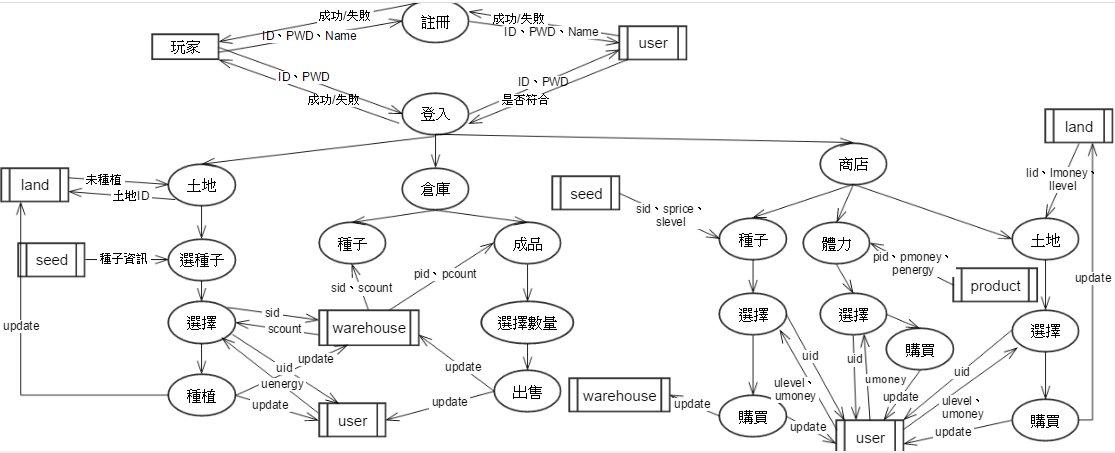 成功/失敗
註冊
成功/失敗
ID、PWD、Name
ID、PWD、Name
玩家
user
ID、PWD
ID、PWD
成功/失敗
是否符合
登入
land
商店
lid、lmoney、
llevel
land
未種植
土地ID
土地
倉庫
seed
sid、sprice、
slevel
seed
種子資訊
選種子
種子
成品
種子
體力
土地
pid、pcount
sid、scount
pid、pmoney、
penergy
product
update
update
選擇
sid
scount
warehouse
選擇數量
選擇
選擇
選擇
購買
uid
uenergy
update
update
uid
uid
umoney
uid
種植
update
user
update
出售
warehouse
update
購買
ulevel、
umoney
update
update
user
ulevel、
umoney
update
購買